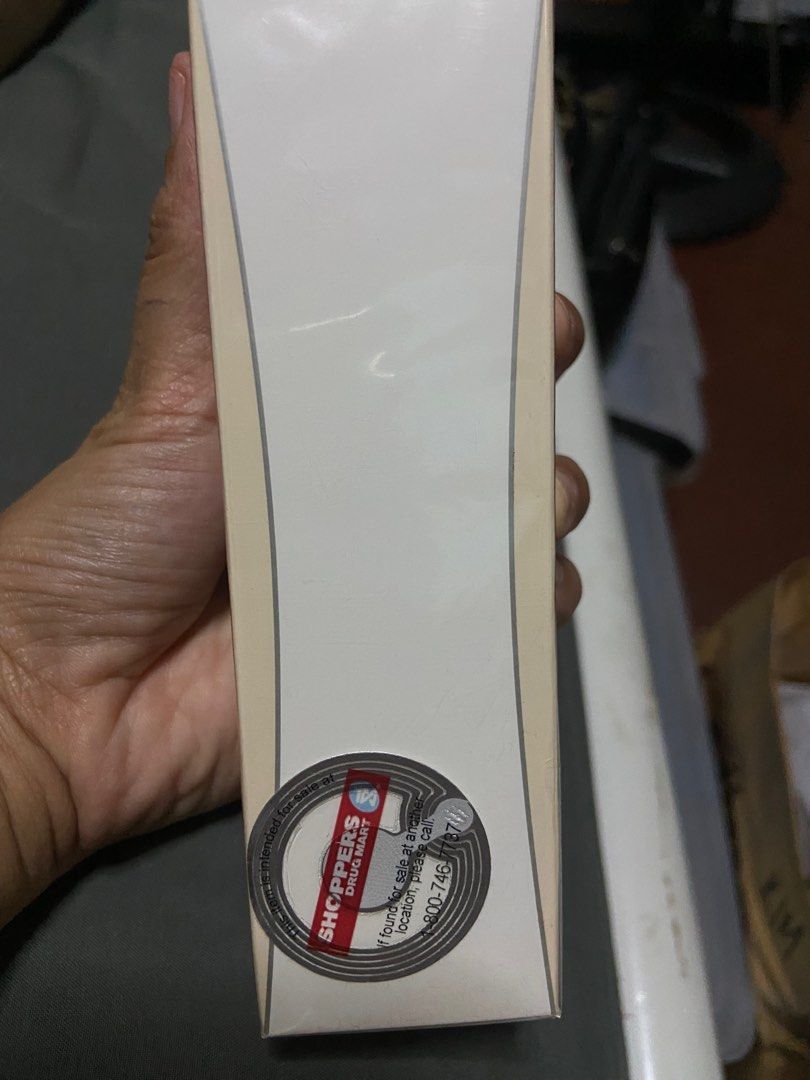 This item is intended for sale at
SHOPPERS
DRUG MART
If found for sale at another
location, please call
1-800-746-7737